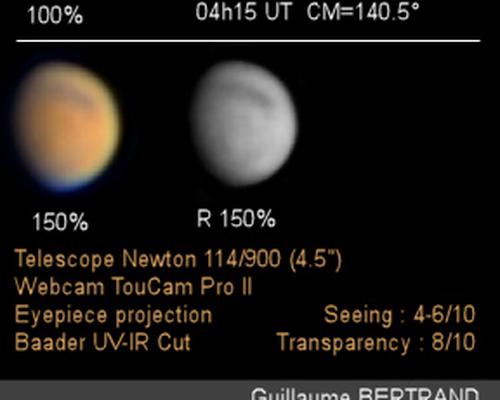 100% 04h15 UT CM=140.5°
150% R 150%
Telescope Newton 114/900 (4.5")
Webcam TouCam Pro II
Eyepiece projection Seeing : 4-6/10
Baader UV-IR Cut Transparency : 8/10
Guillaume BERTRAND